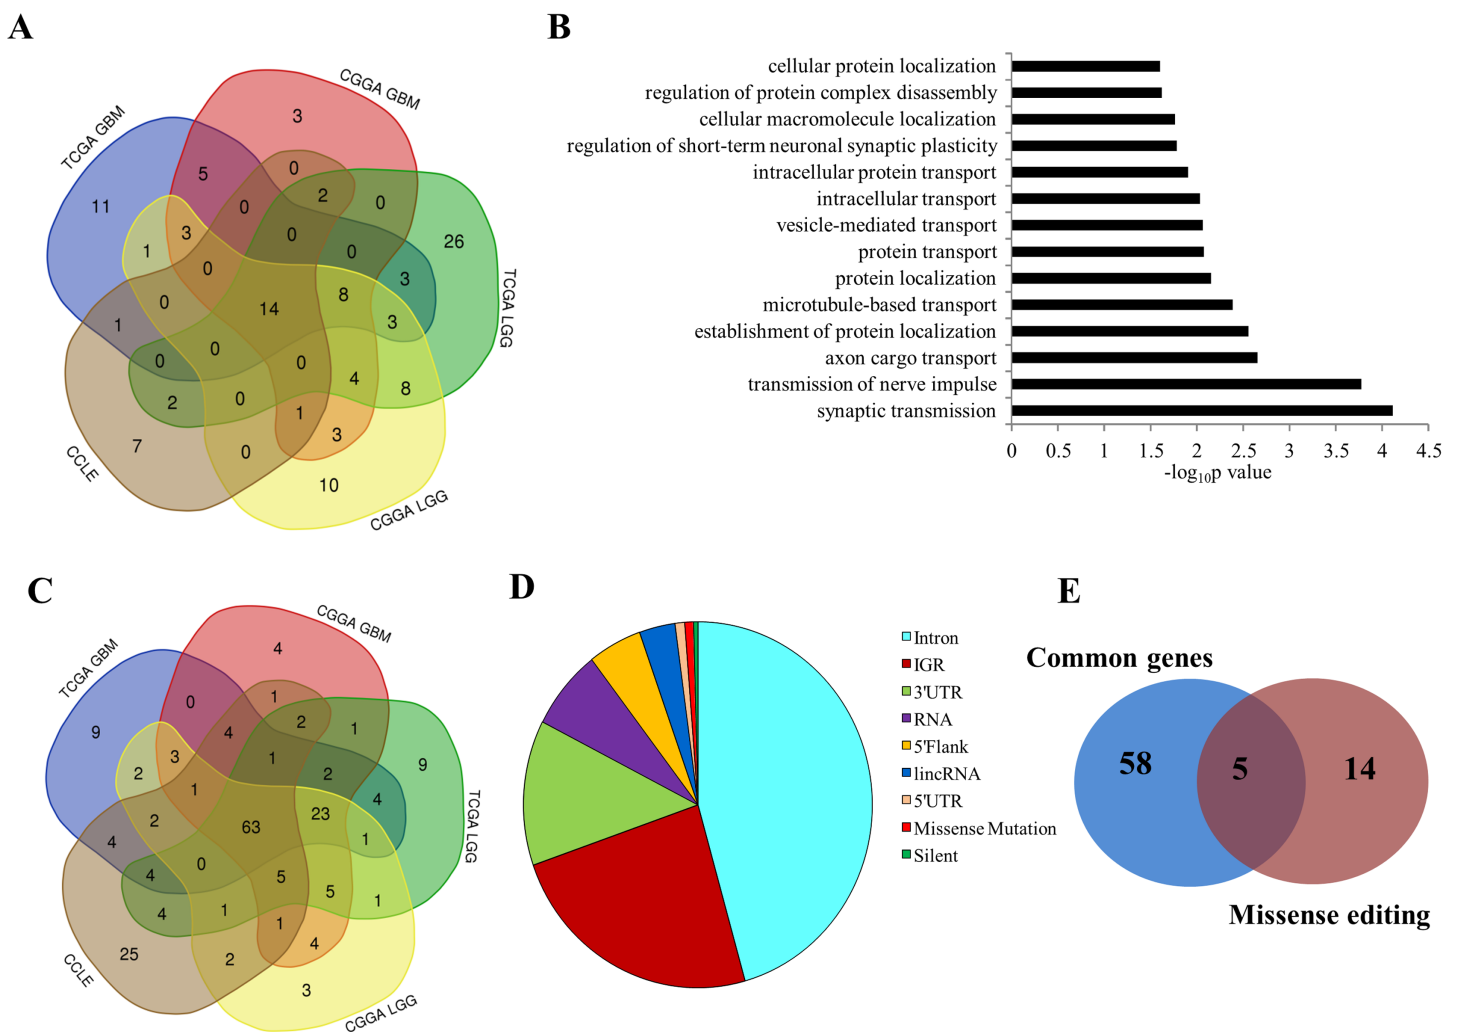 A
CGGA GBM
TCGA GBM
TCGA LGG
CCLE
CGGA LGG
3
0
5
2
0
11
0
26
3
0
0
1
0
3
8
0
14
3
1
0
0
0
4
8
2
0
1
3
7
0
10
B
cellular protein localization
regulation of protein complex disassembly
cellular macromolecule localization
regulation of short-term neuronal synaptic plasticity
intracellular protein transport
intracellular transport
vesicle-mediated transport
protein transport
protein localization
microtubule-based transport
establishment of protein localization
axon cargo transport
transmission of nerve impulse
synaptic transmission
0 0.5 1 1.5 2 2.5 3 3.5 4 4.5
-log10p value
C
CGGA GBM
TCGA GBM
TCGA LGG
CCLE
CGGA LGG
4
1
0
2
1
9
4
3
1
9
2
2
1
4
2
63
23
1
4
0
4
5
5
1
4
1
1
4
25
2
3
D
Intron
IGR
3'UTR
RNA
5'Flank
lincRNA
5'UTR
Missense Mutation
Silent
E
Common genes
58 5 14
Missense editing